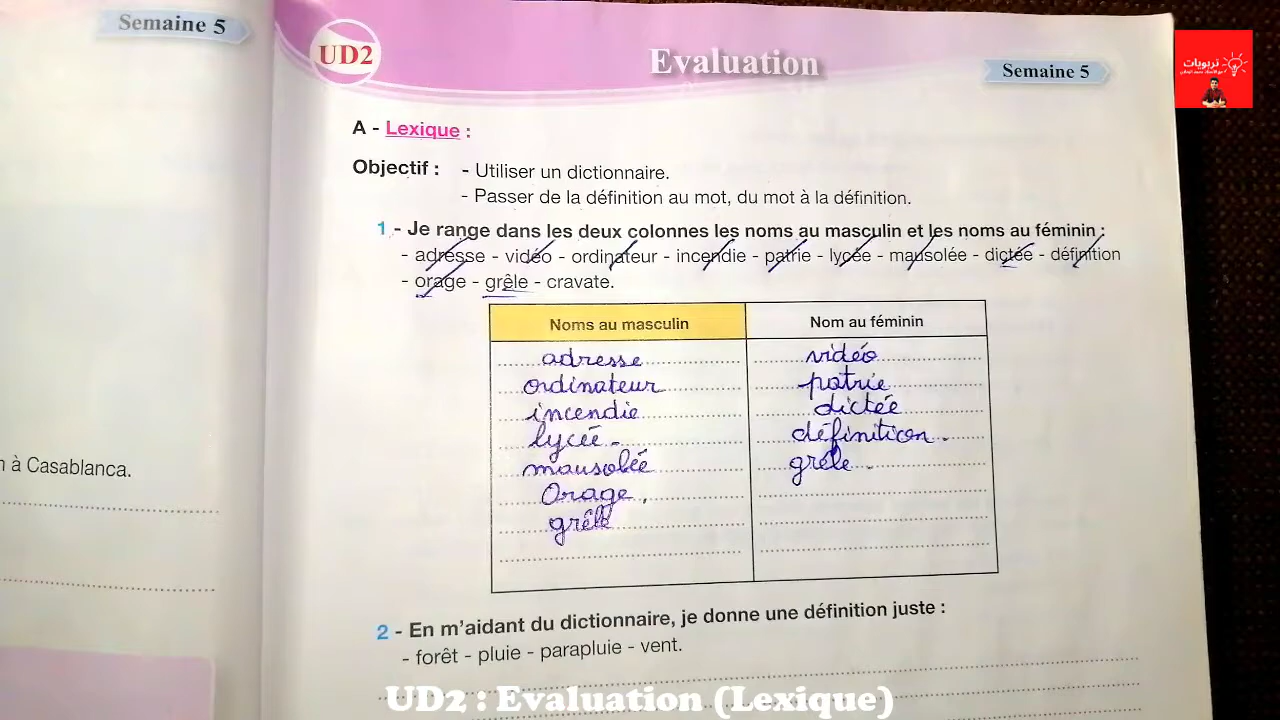 Semaine 5
UD2
Evaluation
Semaine 5
تربويات
A - Lexique :
Objectif : - Utiliser un dictionnaire.
- Passer de la définition au mot, du mot à la définition.
1 - Je range dans les deux colonnes les noms au masculin et les noms au féminin :
- adresse - vidéo - ordinateur - incendie - patrie - lycée - mausolée - dictée - définition
- orage - grêle - cravate.
Noms au masculin Nom au féminin
adresse vidéo
ordinateur patrie
incendie dictée
lycée définition
mausolée grêle
Orage
grêle
n à Casablanca.
2 - En m'aidant du dictionnaire, je donne une définition juste :
- forêt - pluie - parapluie - vent.
UD2 : Evaluation (Lexique)